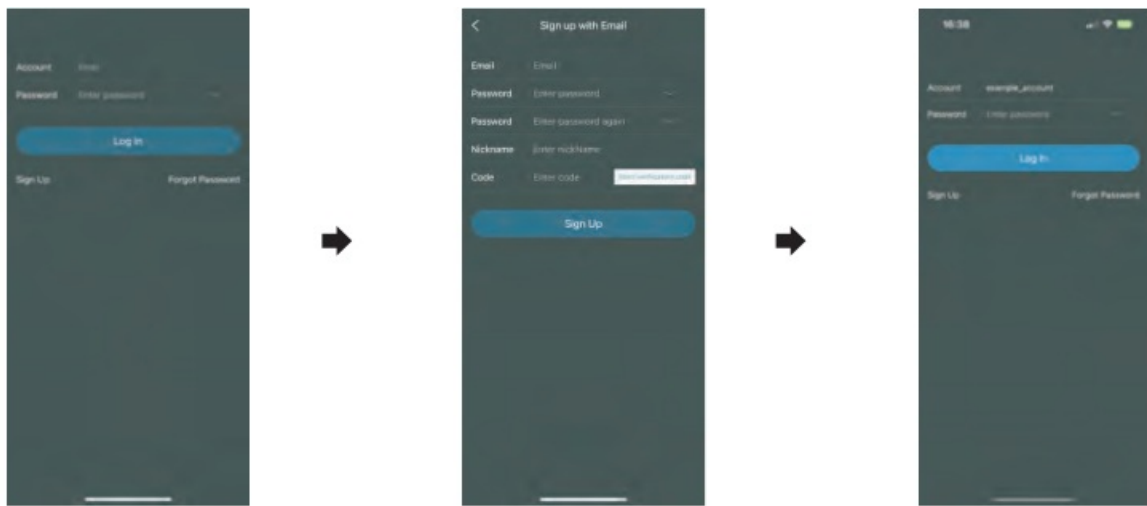 Account Email
Password Enter password
Log In
Sign Up Forgot Password
Sign up with Email
Email Email
Password Enter password
Password Enter password again
Nickname Enter nickName
Code Enter code
Sign Up
16:38
Account example_account
Password Enter password
Log In
Sign Up Forgot Password